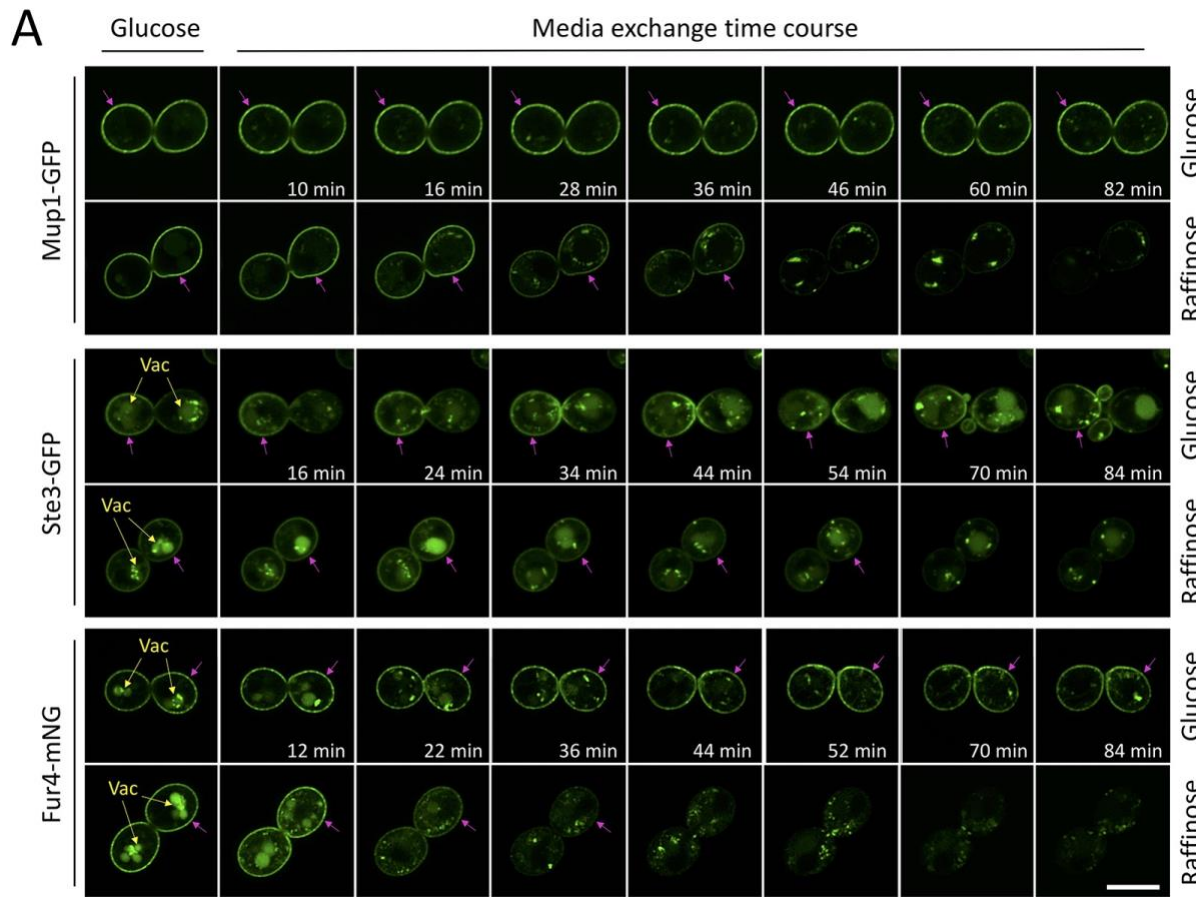 A
Glucose
Media exchange time course
Mup1-GFP
Glucose
10 min 16 min 28 min 36 min 46 min 60 min 82 min
Raffinose
Ste3-GFP
Vac
Glucose
16 min 24 min 34 min 44 min 54 min 70 min 84 min
Vac
Raffinose
Fur4-mNG
Vac
Glucose
12 min 22 min 36 min 44 min 52 min 70 min 84 min
Vac
Raffinose